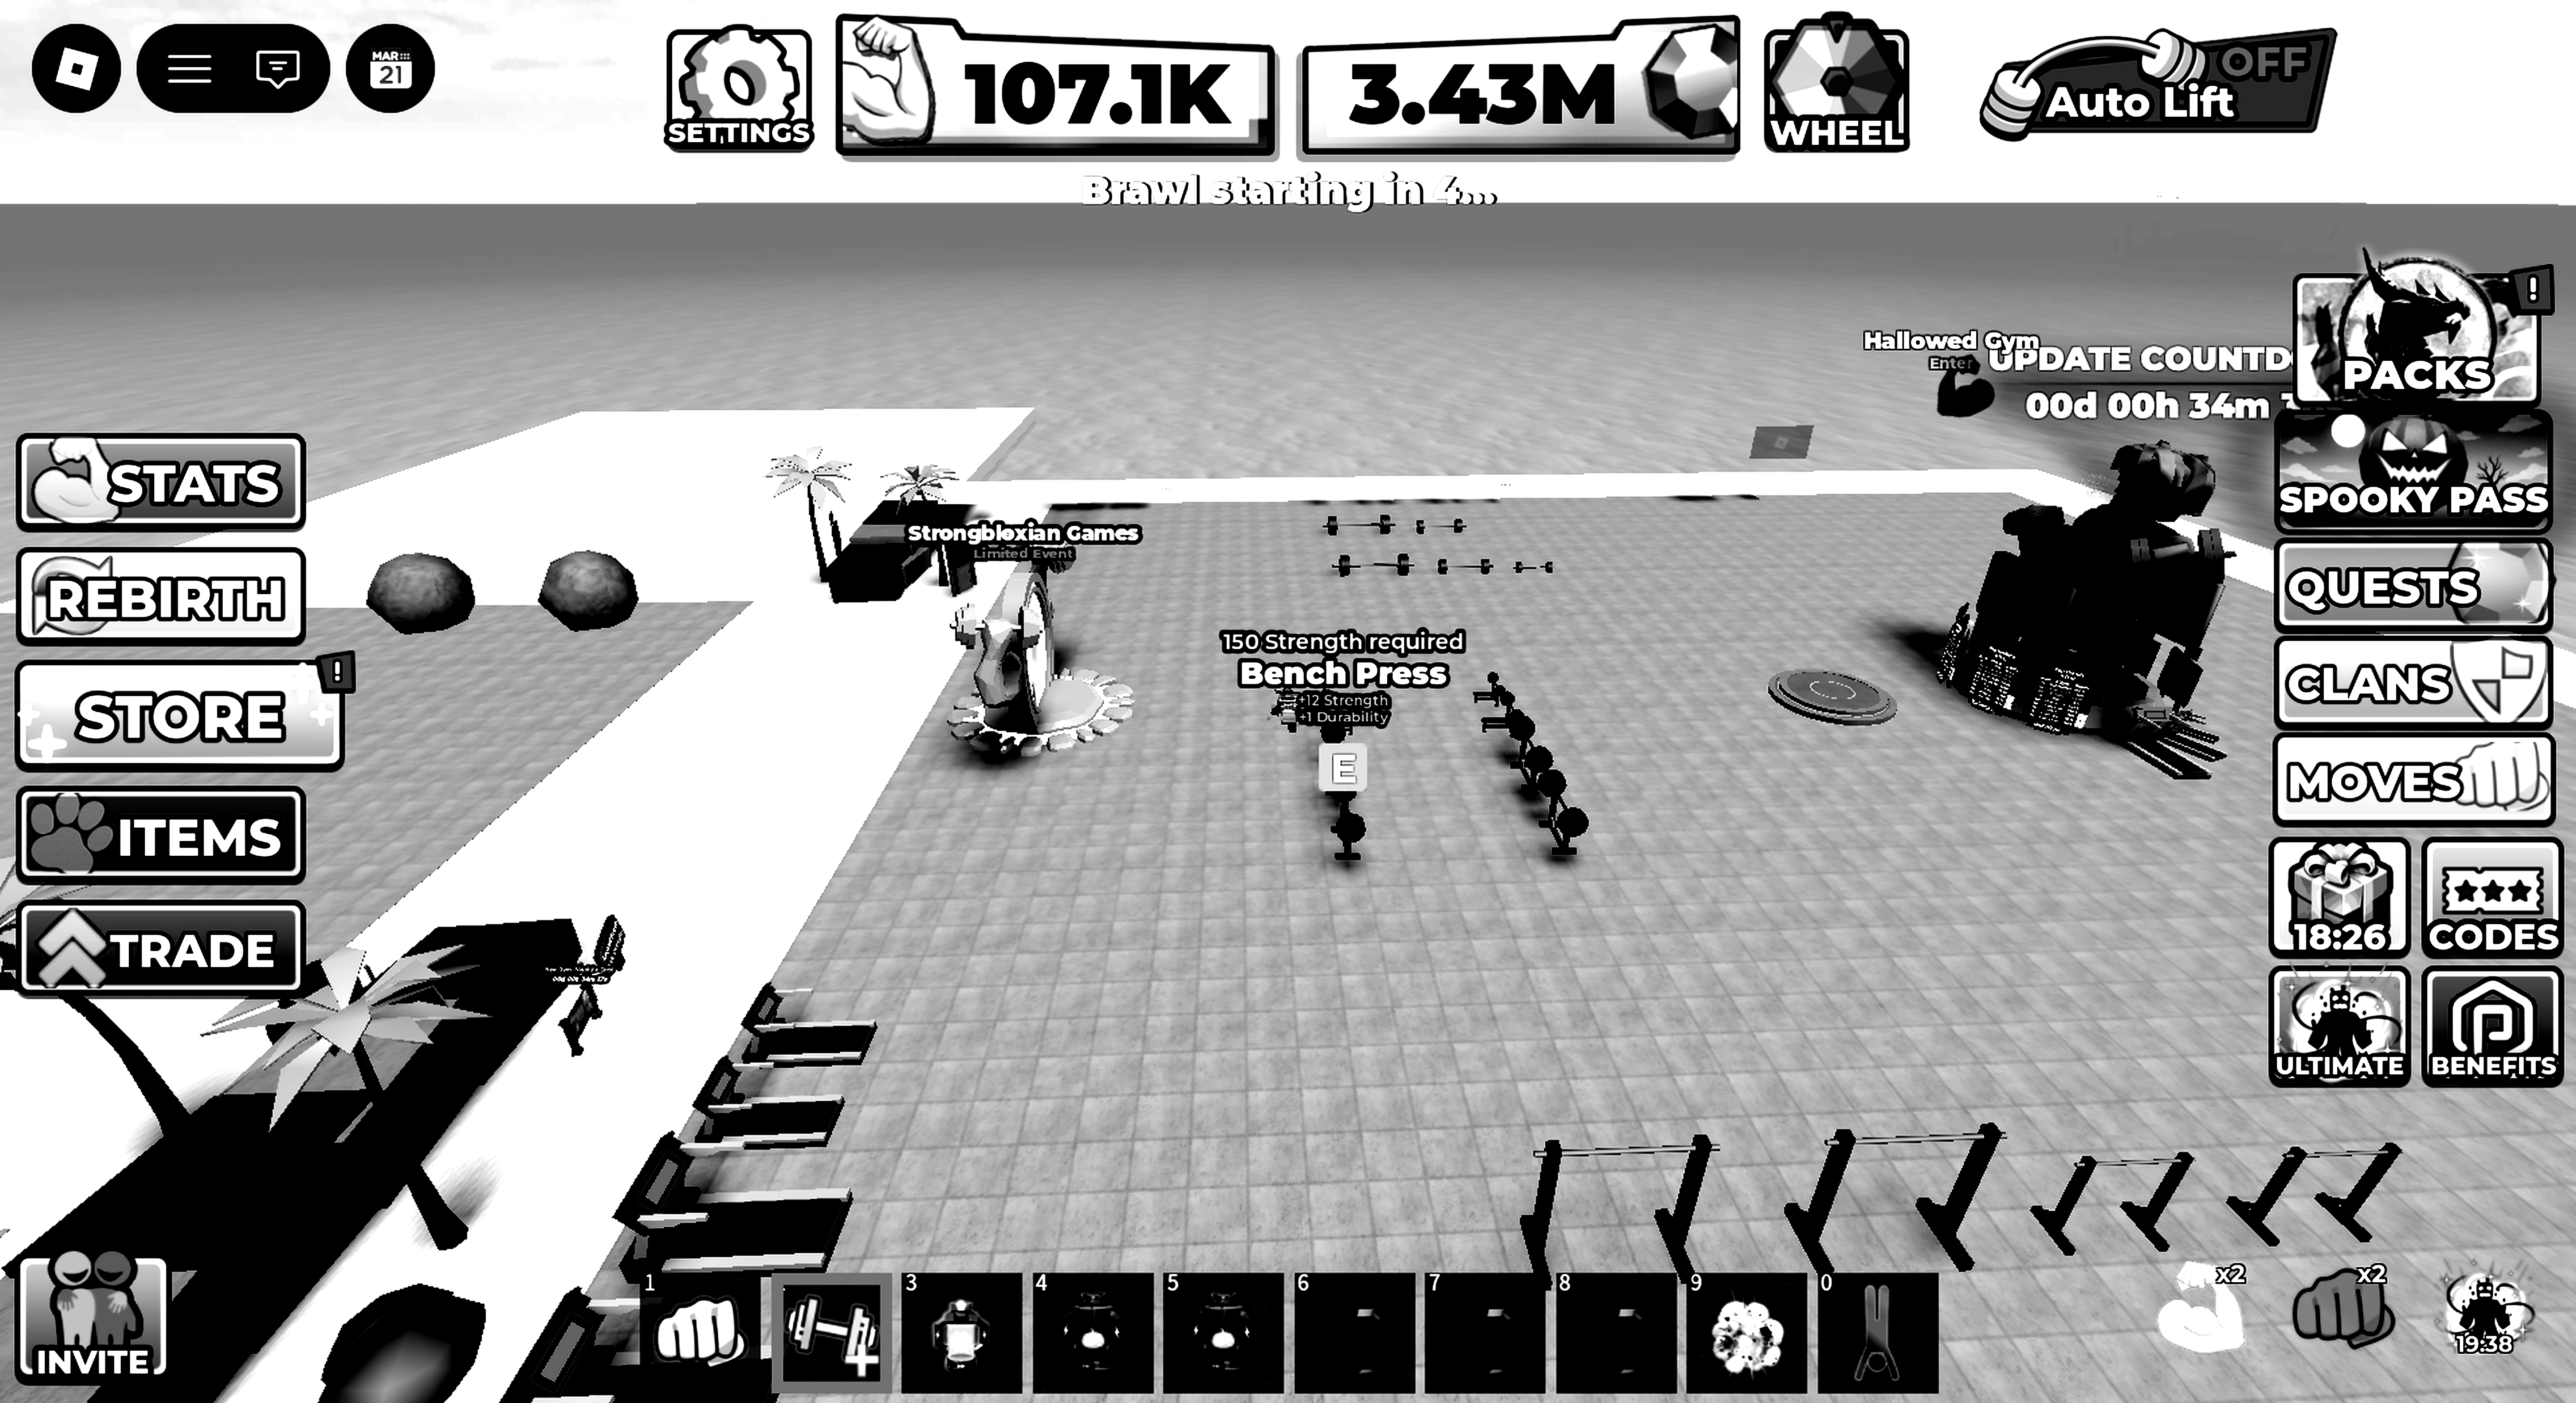 MAR
21
SETTINGS
107.1K
3.43M
WHEEL
OFF
Auto Lift
Brawl starting in 4...
Hallowed Gym
Enter
UPDATE COUNTD
00d 00h 34m
PACKS
!
SPOOKY PASS
QUESTS
CLANS
MOVES
18:26
CODES
ULTIMATE
BENEFITS
STATS
REBIRTH
STORE
!
ITEMS
TRADE
INVITE
Strongbloxian Games
Limited Event
150 Strength required
Bench Press
+12 Strength
+1 Durability
E
1
3
4
5
6
7
8
9
0
x2
x2
19:38